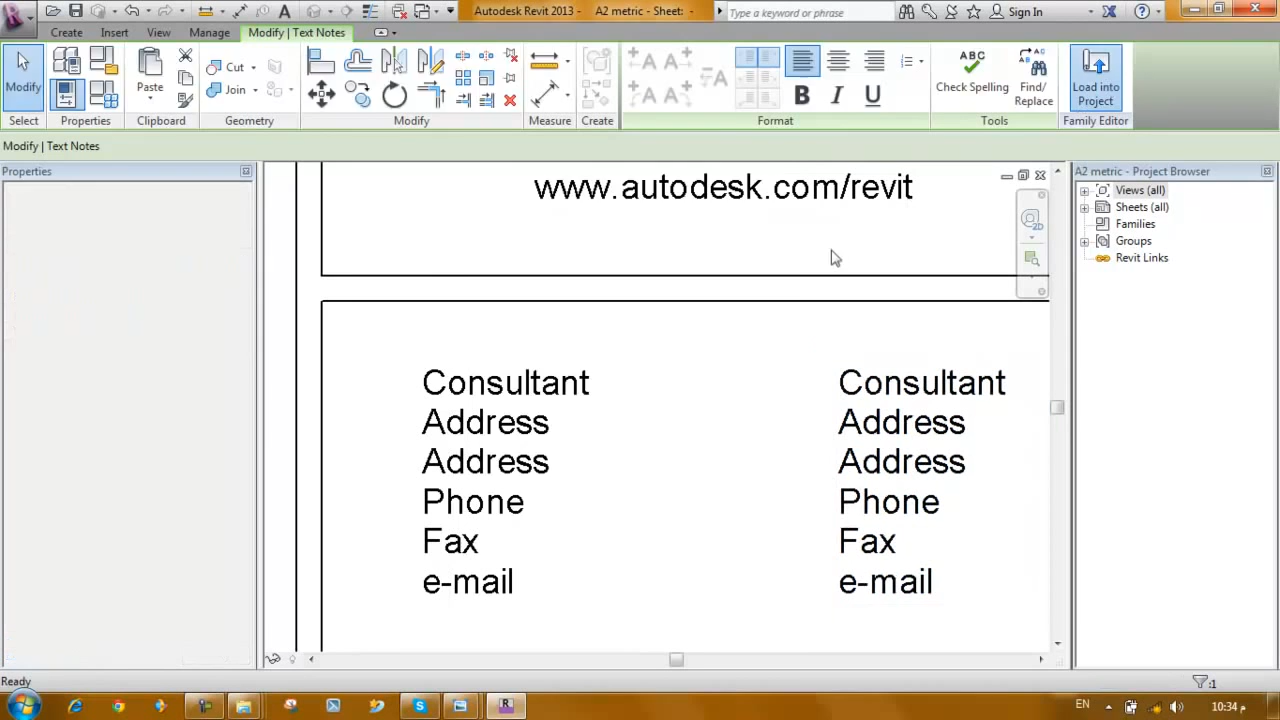 Autodesk Revit 2013 - A2 metric - Sheet: -
Type a keyword or phrase
Sign In
Create Insert View Manage Modify | Text Notes
Modify
Paste
Cut
Join
Check Spelling
Find/
Replace
Load into
Project
Select Properties Clipboard Geometry Modify Measure Create Format Tools Family Editor
Modify | Text Notes
Properties
A2 metric - Project Browser
Views (all)
Sheets (all)
Families
Groups
Revit Links
2D
www.autodesk.com/revit
Consultant
Address
Address
Phone
Fax
e-mail
Consultant
Address
Address
Phone
Fax
e-mail
Ready
:1
EN
10:34 م